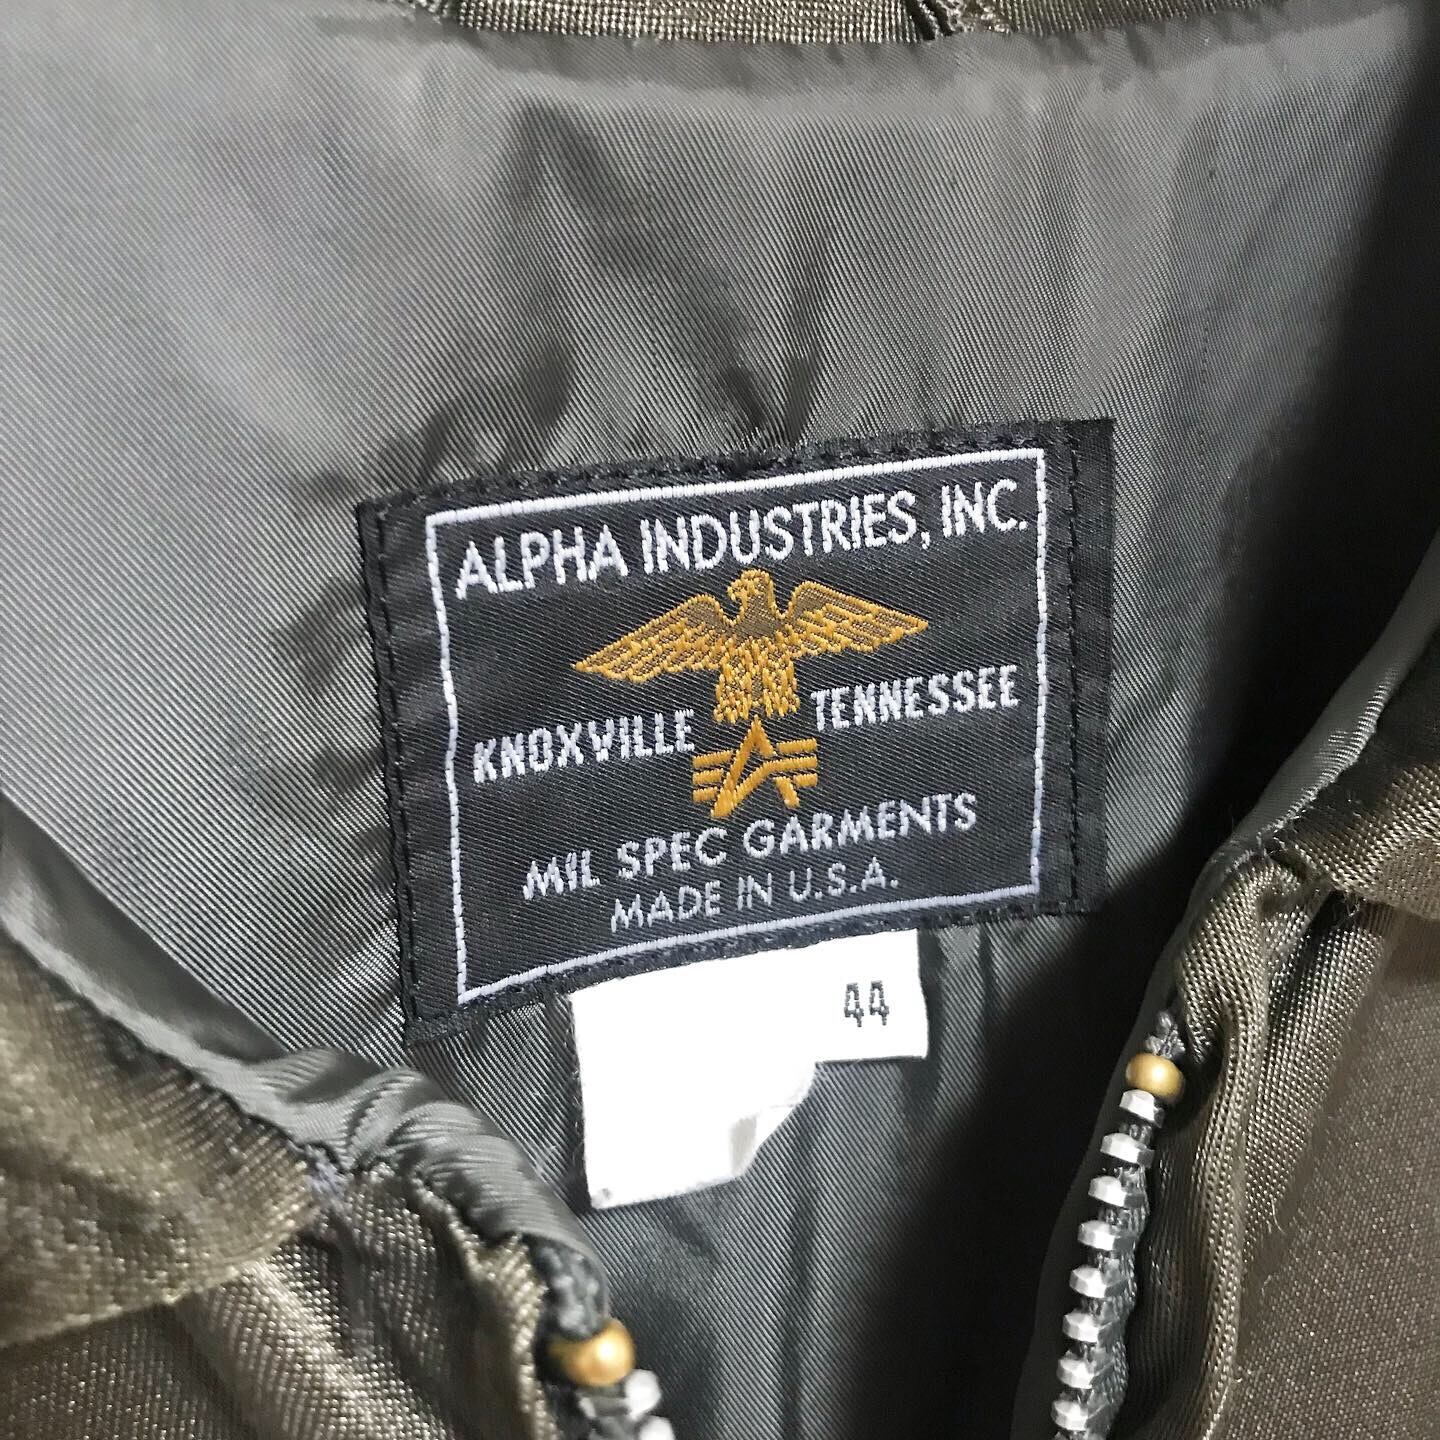 ALPHA INDUSTRIES, INC.
KNOXVILLE TENNESSEE
MIL SPEC GARMENTS
MADE IN U.S.A.
44